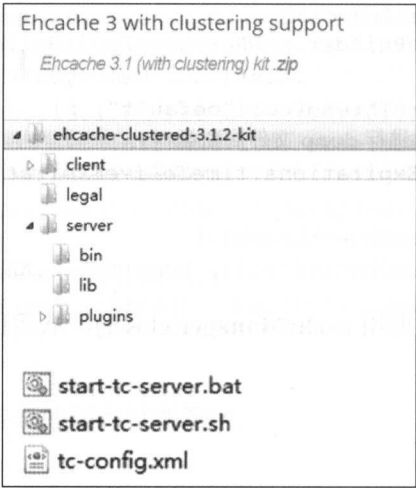 Ehcache 3 with clustering support
Ehcache 3.1 (with clustering) kit .zip
ehcache-clustered-3.1.2-kit
client
legal
server
bin
lib
plugins
start-tc-server.bat
start-tc-server.sh
tc-config.xml